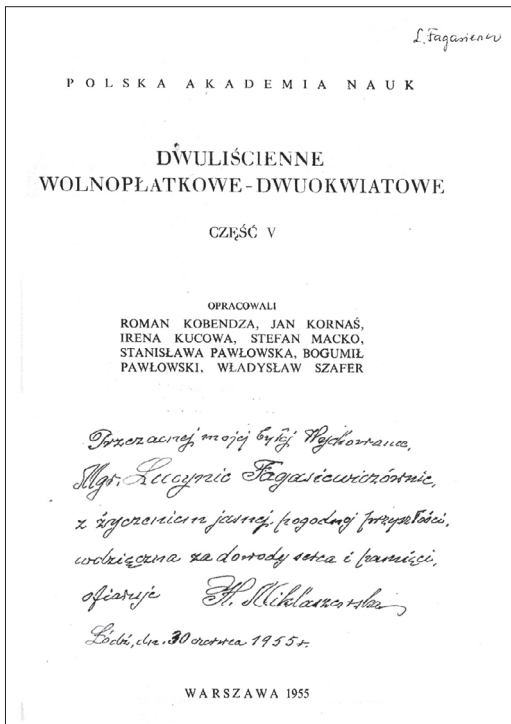 L. Fagasiewicz
POLSKA AKADEMIA NAUK
DWULIŚCIENNE
WOLNOPŁATKOWE-DWUOKWIATOWE
CZĘŚĆ V
OPRACOWALI
ROMAN KOBENDZA, JAN KORNAŚ,
IRENA KUCOWA, STEFAN MACKO,
STANISŁAWA PAWŁOWSKA, BOGUMIŁ
PAWŁOWSKI, WŁADYSŁAW SZAFER
Przezacnej mojej byłej Wychowance,
Mgr. Lucynie Fagasiewiczównie,
z życzeniem jasnej, pogodnej przyszłości,
wdzięczna za dowody serca i pamięci,
ofiaruje H. Miklaszewska
Łódź, dn. 30 czerwca 1955 r.
WARSZAWA 1955